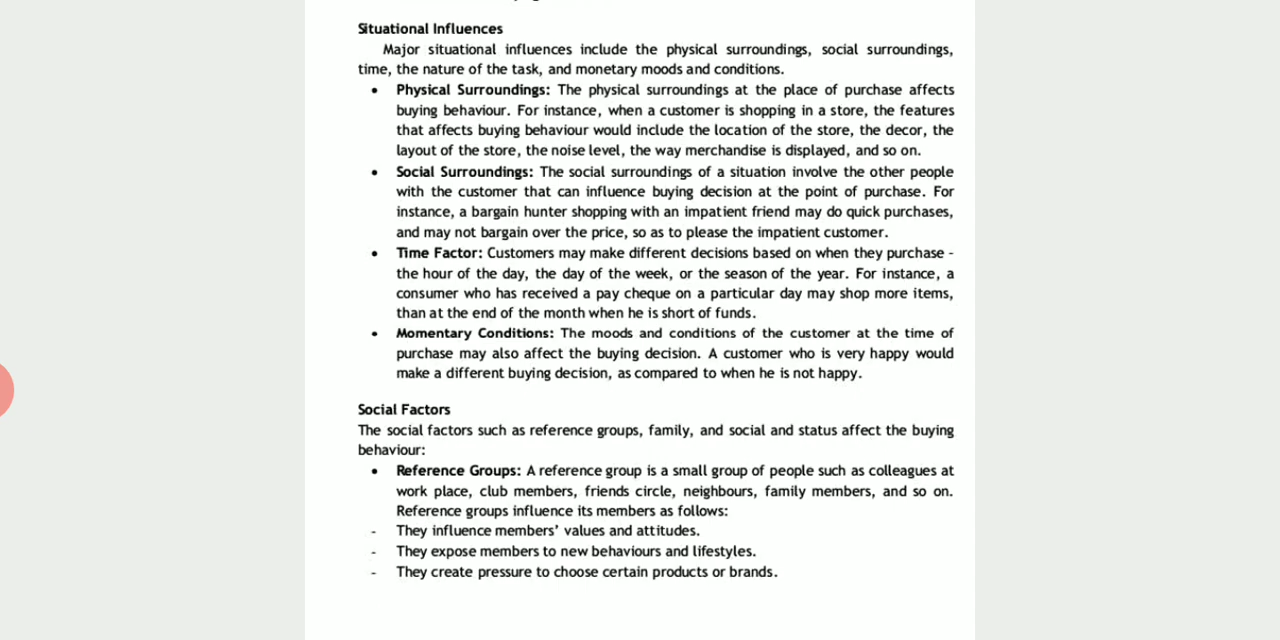 Situational Influences
Major situational influences include the physical surroundings, social surroundings,
time, the nature of the task, and monetary moods and conditions.
• Physical Surroundings: The physical surroundings at the place of purchase affects
buying behaviour. For instance, when a customer is shopping in a store, the features
that affects buying behaviour would include the location of the store, the decor, the
layout of the store, the noise level, the way merchandise is displayed, and so on.
• Social Surroundings: The social surroundings of a situation involve the other people
with the customer that can influence buying decision at the point of purchase. For
instance, a bargain hunter shopping with an impatient friend may do quick purchases,
and may not bargain over the price, so as to please the impatient customer.
• Time Factor: Customers may make different decisions based on when they purchase -
the hour of the day, the day of the week, or the season of the year. For instance, a
consumer who has received a pay cheque on a particular day may shop more items,
than at the end of the month when he is short of funds.
• Momentary Conditions: The moods and conditions of the customer at the time of
purchase may also affect the buying decision. A customer who is very happy would
make a different buying decision, as compared to when he is not happy.
Social Factors
The social factors such as reference groups, family, and social and status affect the buying
behaviour:
• Reference Groups: A reference group is a small group of people such as colleagues at
work place, club members, friends circle, neighbours, family members, and so on.
Reference groups influence its members as follows:
- They influence members’ values and attitudes.
- They expose members to new behaviours and lifestyles.
- They create pressure to choose certain products or brands.